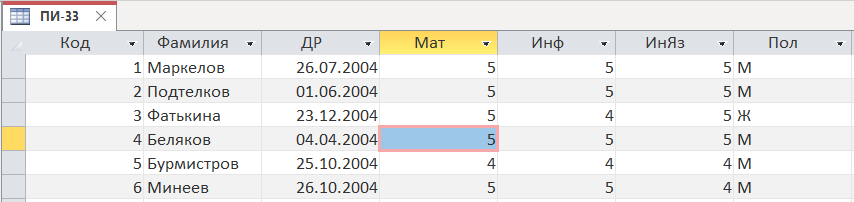 ПИ-33
Код Фамилия ДР Мат Инф ИнЯз Пол
1 Маркелов 26.07.2004 5 5 5 М
2 Подтелков 01.06.2004 5 5 5 М
3 Фатькина 23.12.2004 5 4 5 Ж
4 Беляков 04.04.2004 5 5 5 М
5 Бурмистров 25.10.2004 4 4 4 М
6 Минеев 26.10.2004 5 5 4 М